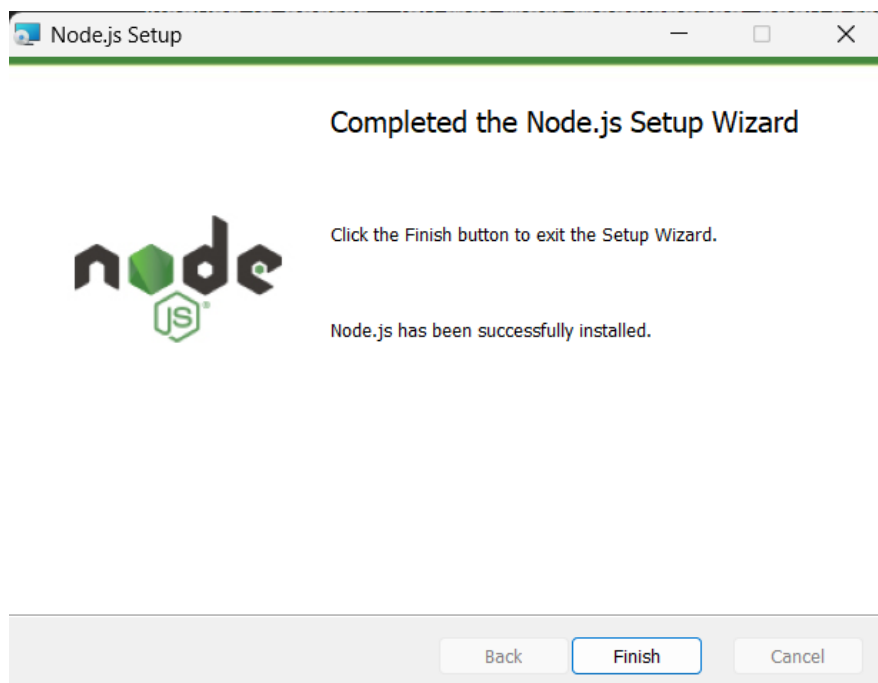 Node.js Setup
Completed the Node.js Setup Wizard
Click the Finish button to exit the Setup Wizard.
node
JS
Node.js has been successfully installed.
Back
Finish
Cancel